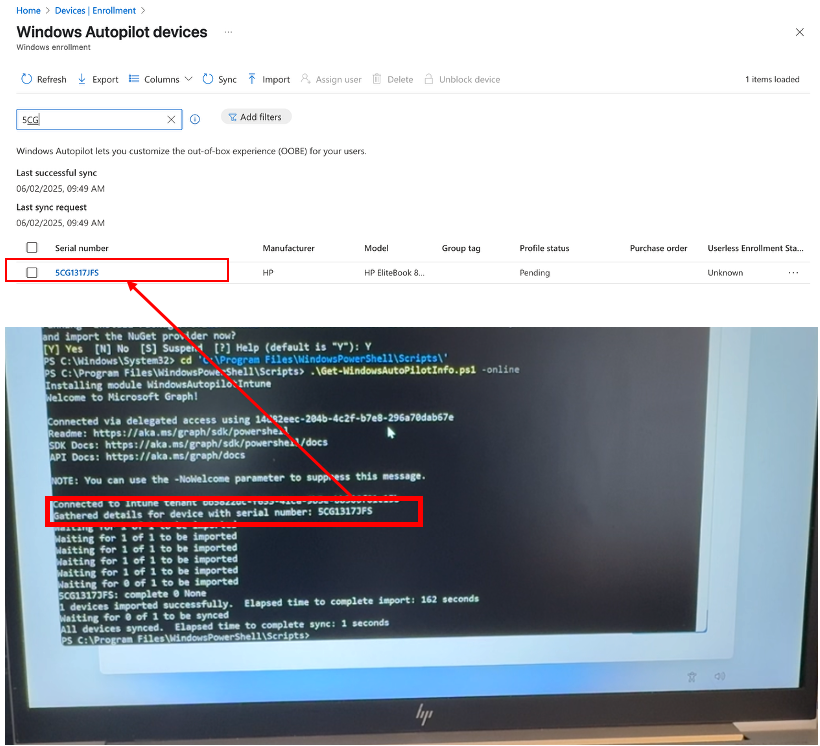 Home > Devices | Enrollment >
Windows Autopilot devices ...
Windows enrollment
Refresh Export Columns Sync Import Assign user Delete Unblock device 1 items loaded
5CG
Add filters
Windows Autopilot lets you customize the out-of-box experience (OOBE) for your users.
Last successful sync
06/02/2025, 09:49 AM
Last sync request
06/02/2025, 09:49 AM
Serial number Manufacturer Model Group tag Profile status Purchase order Userless Enrollment Sta...
5CG1317JFS HP HP EliteBook 8... Pending Unknown ...
and import the NuGet provider now?
[Y] Yes [N] No [S] Suspend [?] Help (default is "Y"): Y
PS C:\Windows\System32> cd 'C:\Program Files\WindowsPowerShell\Scripts\'
PS C:\Program Files\WindowsPowerShell\Scripts> .\Get-WindowsAutoPilotInfo.ps1 -online
Installing module WindowsAutopilotIntune
Welcome to Microsoft Graph!
Connected via delegated access using 14d82eec-204b-4c2f-b7e8-296a70dab67e
Readme: https://aka.ms/graph/sdk/powershell
SDK Docs: https://aka.ms/graph/sdk/powershell/docs
API Docs: https://aka.ms/graph/docs
NOTE: You can use the -NoWelcome parameter to suppress this message.
Connected to Intune tenant
Gathered details for device with serial number: 5CG1317JFS
Waiting for 1 of 1 to be imported
Waiting for 1 of 1 to be imported
Waiting for 1 of 1 to be imported
Waiting for 1 of 1 to be imported
Waiting for 1 of 1 to be imported
Waiting for 0 of 1 to be imported
5CG1317JFS: complete 0 None
1 devices imported successfully. Elapsed time to complete import: 162 seconds
Waiting for 0 of 1 to be synced
All devices synced. Elapsed time to complete sync: 1 seconds
PS C:\Program Files\WindowsPowerShell\Scripts>
hp